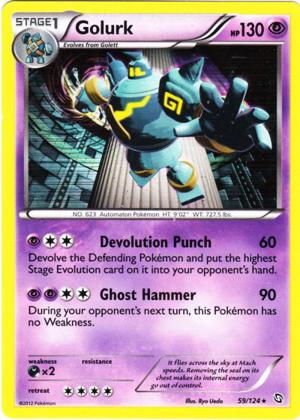 STAGE1
Golurk
HP130
Evolves from Golett
NO. 623 Automaton Pokémon HT. 9'02" WT. 727.5 lbs.
Devolution Punch 60
Devolve the Defending Pokémon and put the highest
Stage Evolution card on it into your opponent's hand.
Ghost Hammer 90
During your opponent's next turn, this Pokémon has
no Weakness.
weakness
resistance
×2
retreat
It flies across the sky at Mach
speeds. Removing the seal on
its chest makes its internal energy
go out of control.
©2012 Pokémon
Illus. Ryo Ueda
59/124